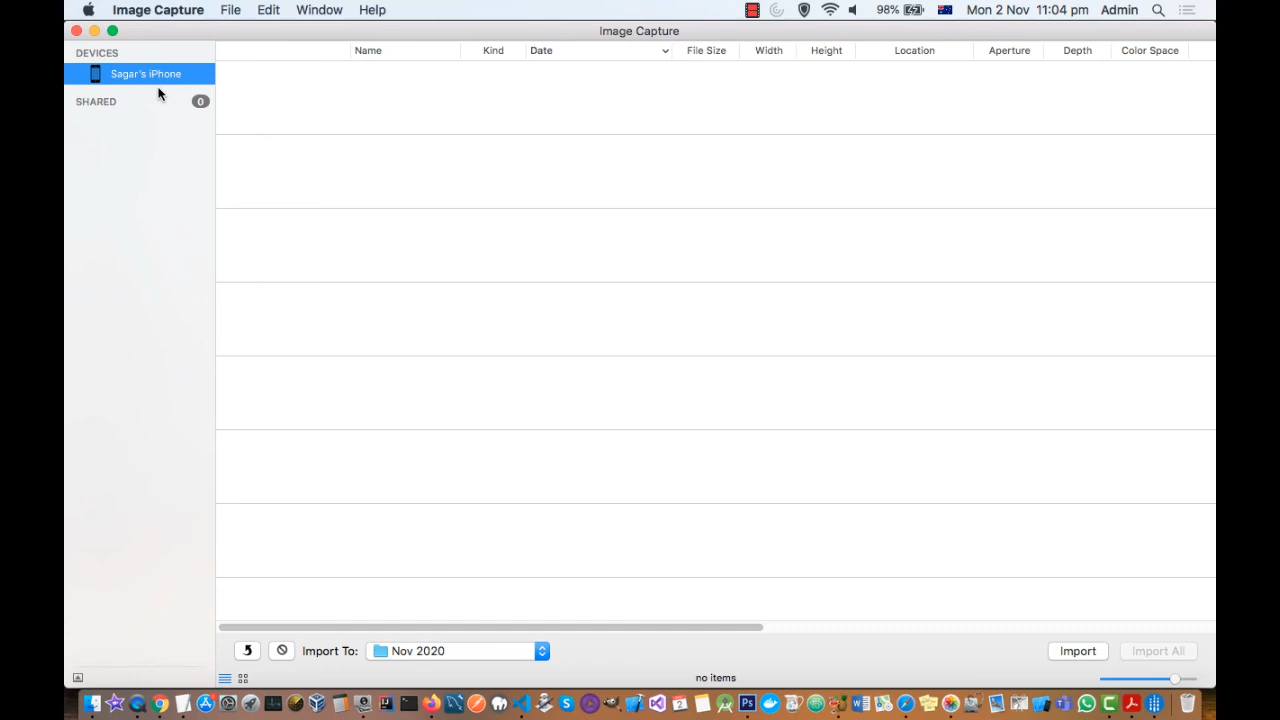 Image Capture File Edit Window Help 98% Mon 2 Nov 11:04 pm Admin
Image Capture
DEVICES
Sagar's iPhone
SHARED 0
Name Kind Date File Size Width Height Location Aperture Depth Color Space
Import To: Nov 2020 Import Import All
no items
Ps